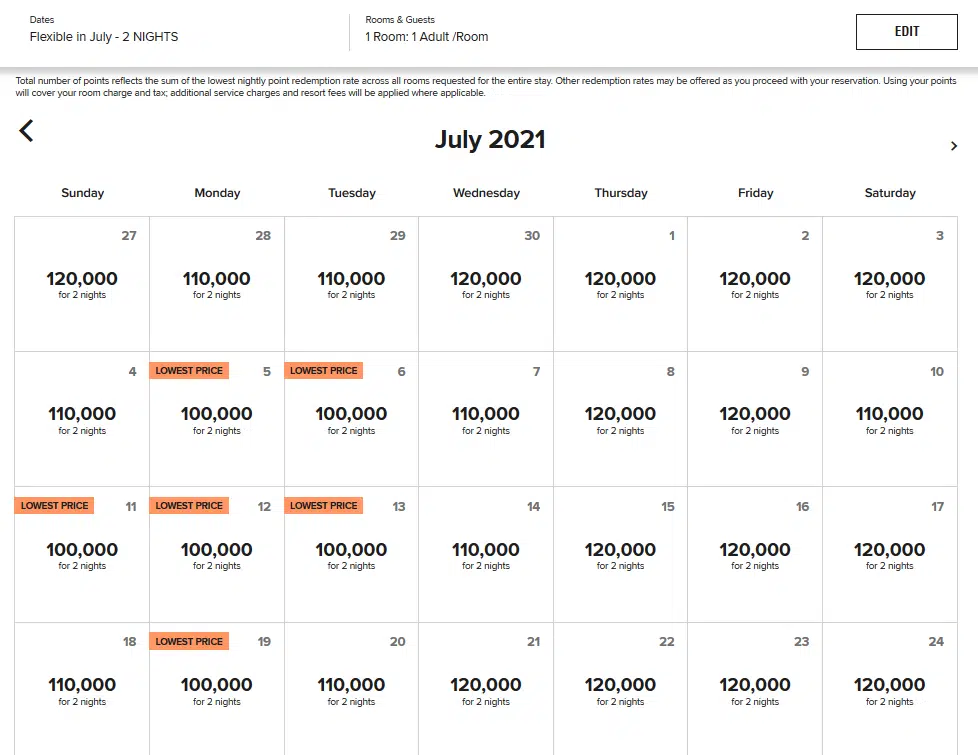 Dates
Flexible in July - 2 NIGHTS
Rooms & Guests
1 Room: 1 Adult /Room
EDIT
Total number of points reflects the sum of the lowest nightly point redemption rate across all rooms requested for the entire stay. Other redemption rates may be offered as you proceed with your reservation. Using your points
will cover your room charge and tax; additional service charges and resort fees will be applied where applicable.
July 2021
Sunday Monday Tuesday Wednesday Thursday Friday Saturday
27 28 29 30 1 2 3
120,000 110,000 110,000 120,000 120,000 120,000 120,000
for 2 nights for 2 nights for 2 nights for 2 nights for 2 nights for 2 nights for 2 nights
4 LOWEST PRICE 5 LOWEST PRICE 6 7 8 9 10
110,000 100,000 100,000 110,000 120,000 120,000 110,000
for 2 nights for 2 nights for 2 nights for 2 nights for 2 nights for 2 nights for 2 nights
LOWEST PRICE 11 LOWEST PRICE 12 LOWEST PRICE 13 14 15 16 17
100,000 100,000 100,000 110,000 120,000 120,000 120,000
for 2 nights for 2 nights for 2 nights for 2 nights for 2 nights for 2 nights for 2 nights
18 LOWEST PRICE 19 20 21 22 23 24
110,000 100,000 110,000 120,000 120,000 120,000 120,000
for 2 nights for 2 nights for 2 nights for 2 nights for 2 nights for 2 nights for 2 nights